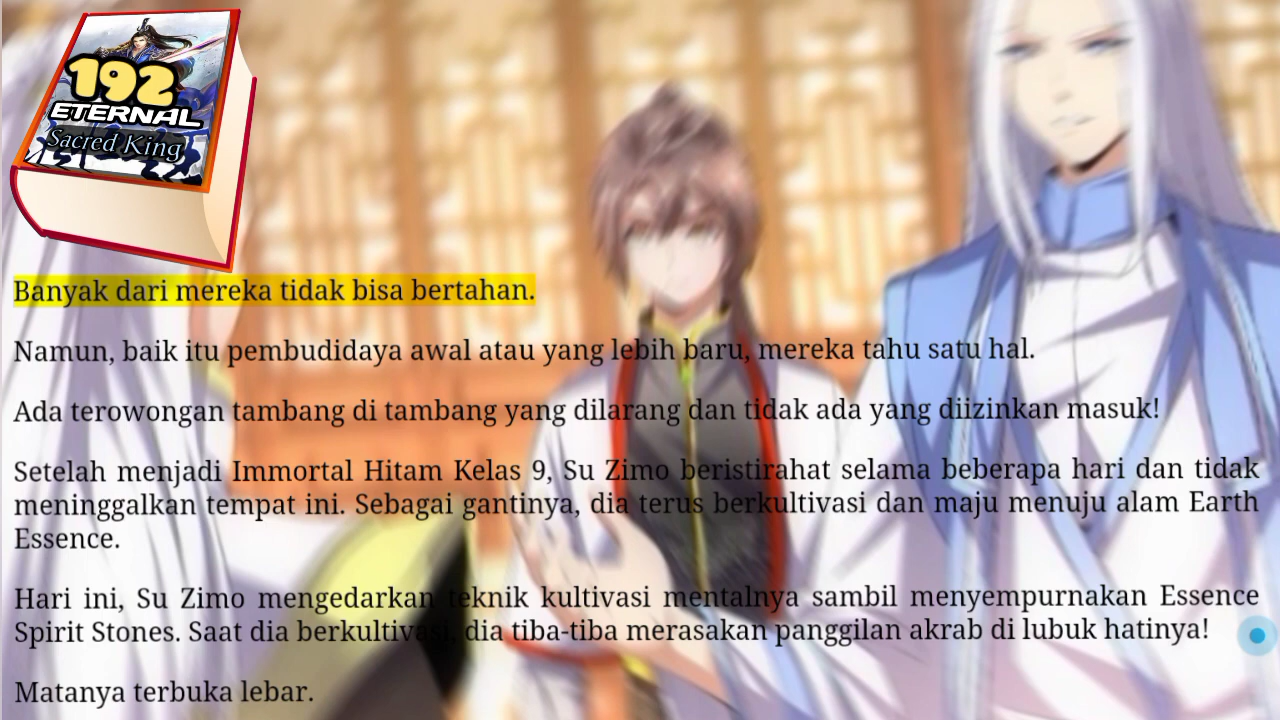 192
ETERNAL
Sacred King
Banyak dari mereka tidak bisa bertahan.
Namun, baik itu pembudidaya awal atau yang lebih baru, mereka tahu satu hal.
Ada terowongan tambang di tambang yang dilarang dan tidak ada yang diizinkan masuk!
Setelah menjadi Immortal Hitam Kelas 9, Su Zimo beristirahat selama beberapa hari dan tidak
meninggalkan tempat ini. Sebagai gantinya, dia terus berkultivasi dan maju menuju alam Earth
Essence.
Hari ini, Su Zimo mengedarkan teknik kultivasi mentalnya sambil menyempurnakan Essence
Spirit Stones. Saat dia berkultivasi, dia tiba-tiba merasakan panggilan akrab di lubuk hatinya!
Matanya terbuka lebar.